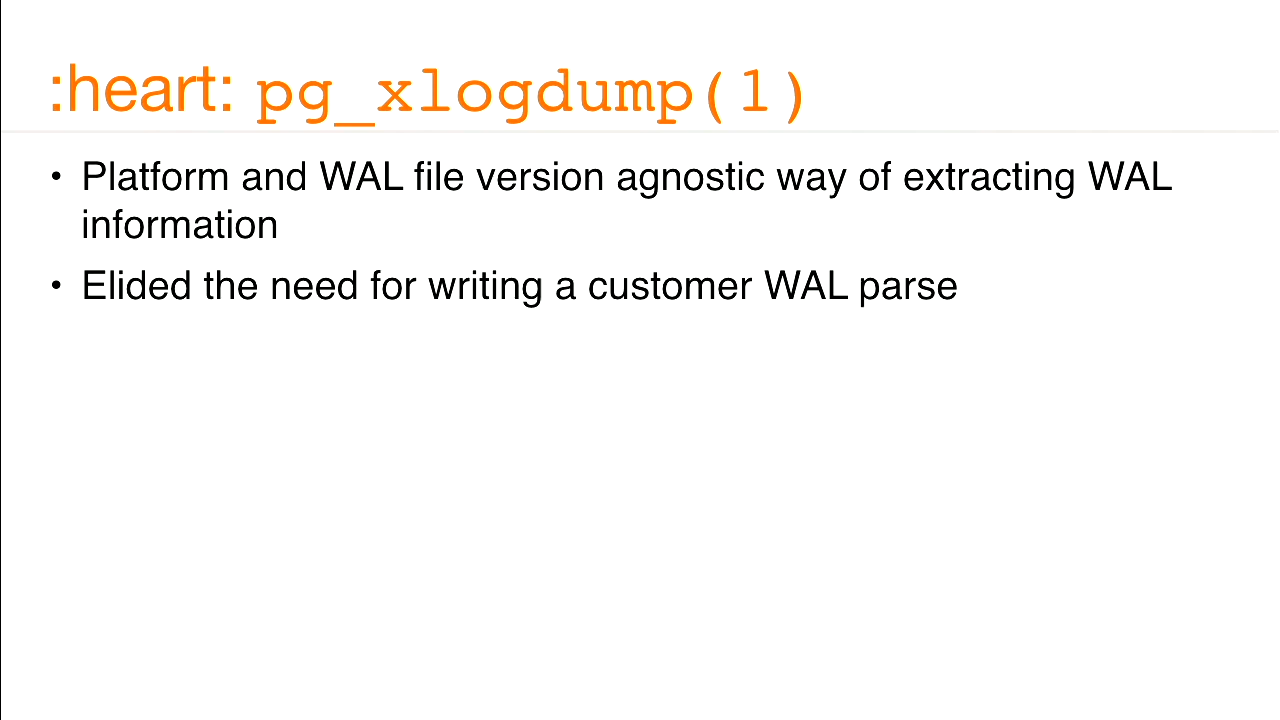 :heart: pg_xlogdump(1)
• Platform and WAL file version agnostic way of extracting WAL
information
• Elided the need for writing a customer WAL parse